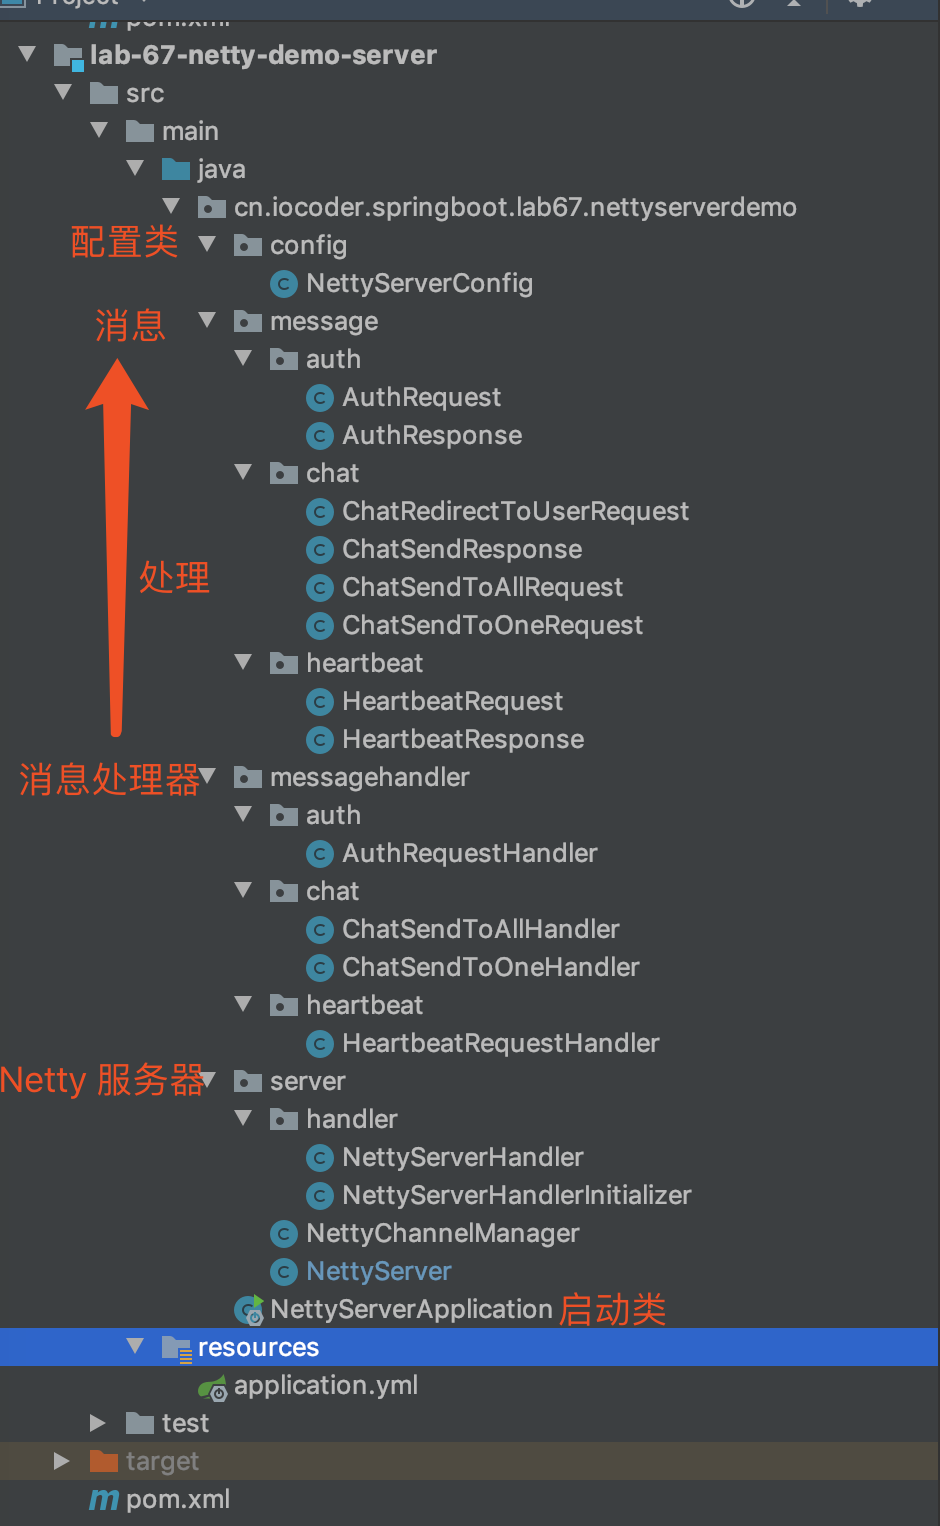 Project
pom.xml
lab-67-netty-demo-server
src
main
java
cn.iocoder.springboot.lab67.nettyserverdemo
配置类 config
NettyServerConfig
消息 message
auth
AuthRequest
AuthResponse
chat
ChatRedirectToUserRequest
ChatSendResponse
处理 ChatSendToAllRequest
ChatSendToOneRequest
heartbeat
HeartbeatRequest
HeartbeatResponse
消息处理器 messagehandler
auth
AuthRequestHandler
chat
ChatSendToAllHandler
ChatSendToOneHandler
heartbeat
HeartbeatRequestHandler
Netty 服务器 server
handler
NettyServerHandler
NettyServerHandlerInitializer
NettyChannelManager
NettyServer
NettyServerApplication 启动类
resources
application.yml
test
target
pom.xml